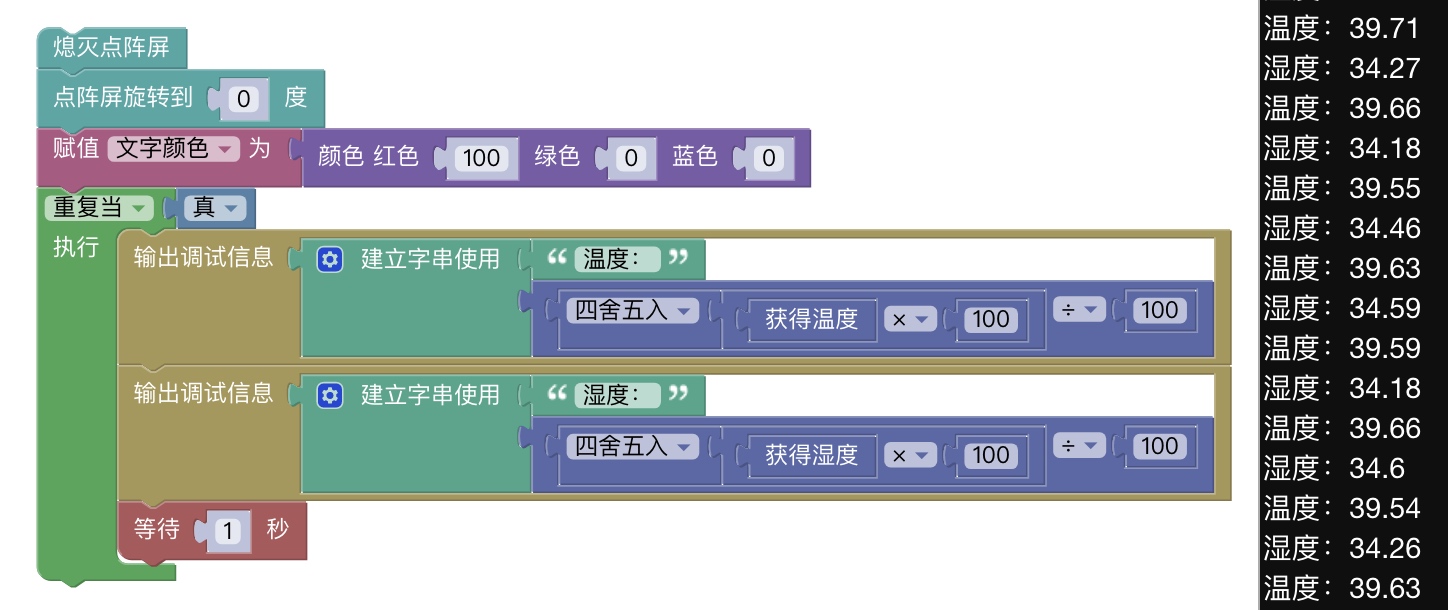 熄灭点阵屏
点阵屏旋转到 0 度
赋值 文字颜色 为 颜色 红色 100 绿色 0 蓝色 0
重复当 真
执行 输出调试信息 建立字串使用 “ 温度： ”
四舍五入 获得温度 × 100 ÷ 100
输出调试信息 建立字串使用 “ 湿度： ”
四舍五入 获得湿度 × 100 ÷ 100
等待 1 秒
温度：39.71
湿度：34.27
温度：39.66
湿度：34.18
温度：39.55
湿度：34.46
温度：39.63
湿度：34.59
温度：39.59
湿度：34.18
温度：39.66
湿度：34.6
温度：39.54
湿度：34.26
温度：39.63